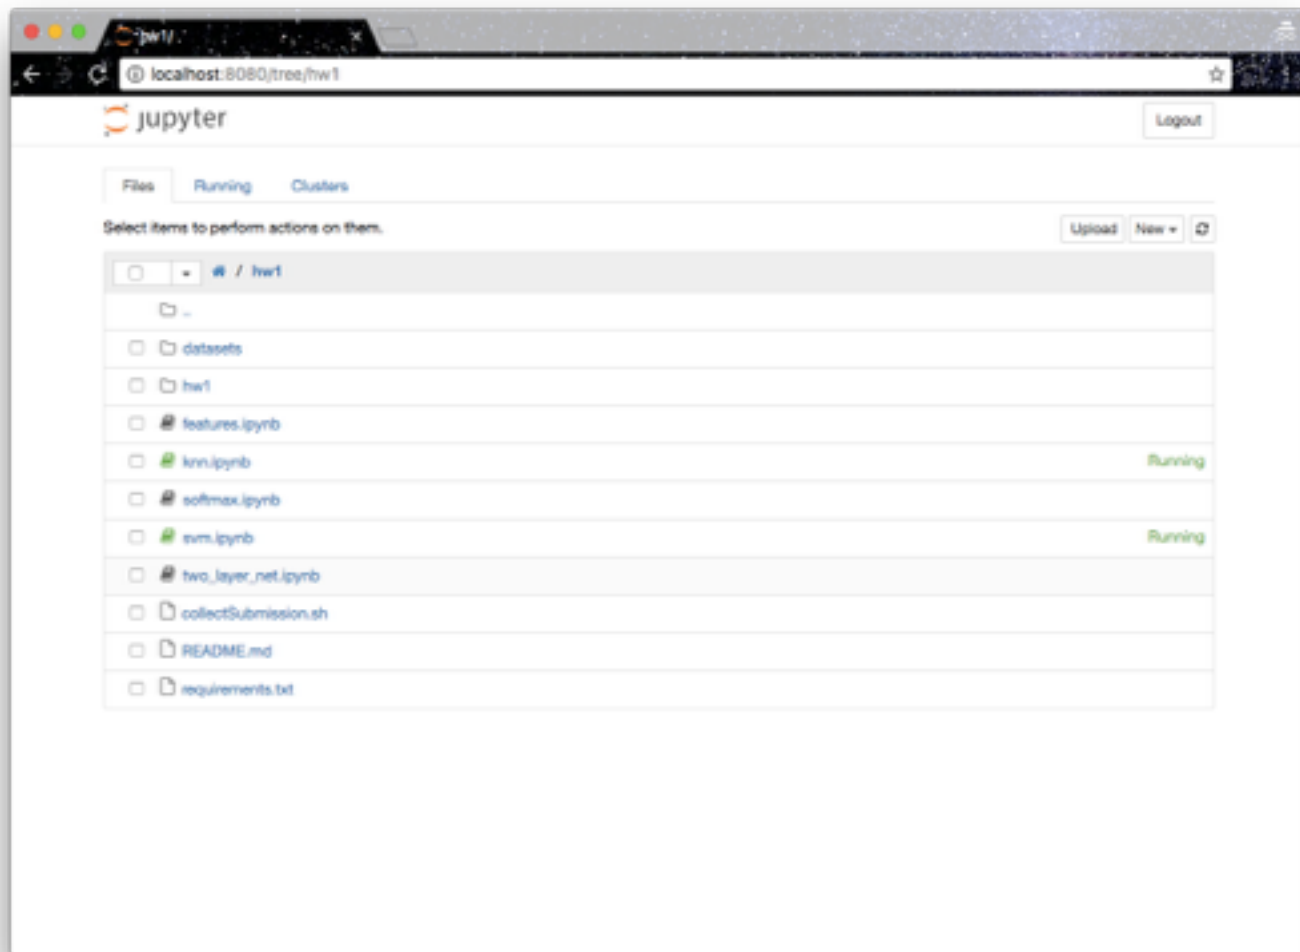 hw1/
localhost:8080/tree/hw1
jupyter
Logout
Files Running Clusters
Select items to perform actions on them.
Upload New
/ hw1
..
datasets
hw1
features.ipynb
knn.ipynb Running
softmax.ipynb
svm.ipynb Running
two_layer_net.ipynb
collectSubmission.sh
README.md
requirements.txt